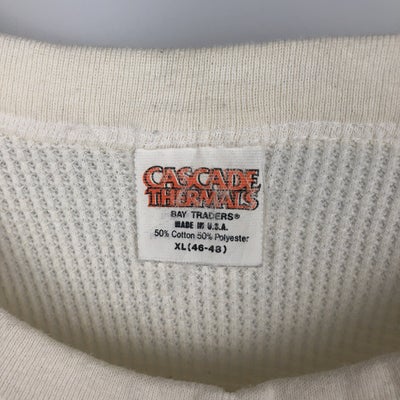 CASCADE
THERMALS
BAY TRADERS®
MADE IN U.S.A.
50% Cotton 50% Polyester
XL (46-48)